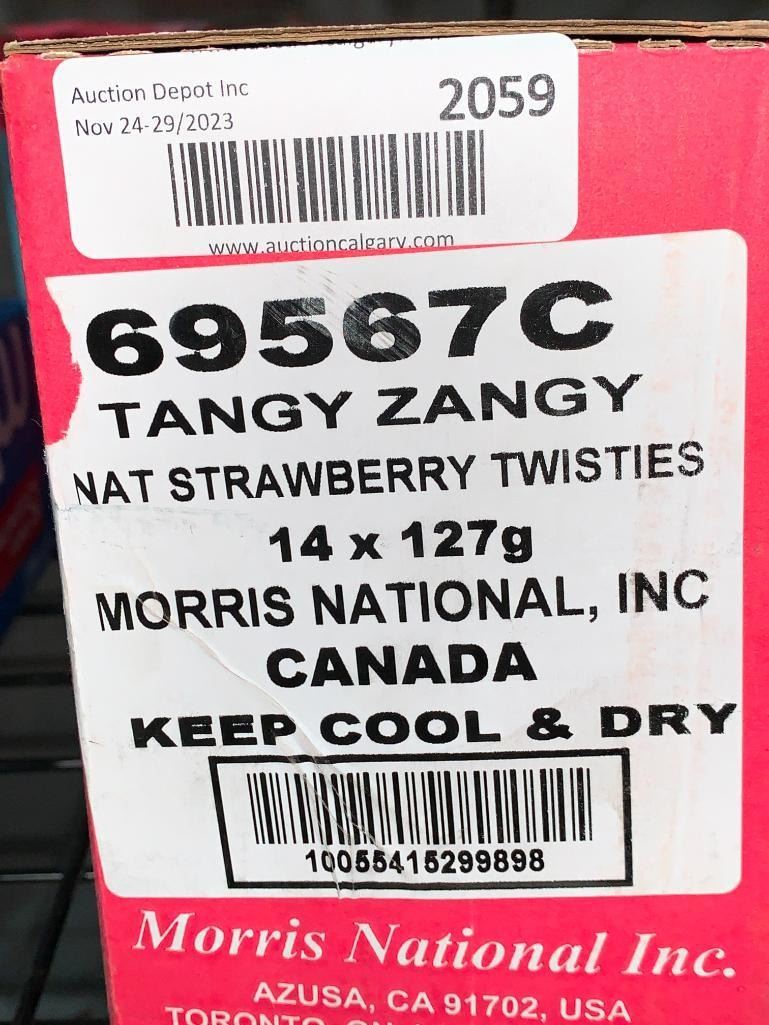 Auction Depot Inc
2059
Nov 24-29/2023
www.auctioncalgary.com
69567C
TANGY ZANGY
NAT STRAWBERRY TWISTIES
14 x 127g
MORRIS NATIONAL, INC
CANADA
KEEP COOL & DRY
10055415299898
Morris National Inc.
AZUSA, CA 91702, USA
TORONTO